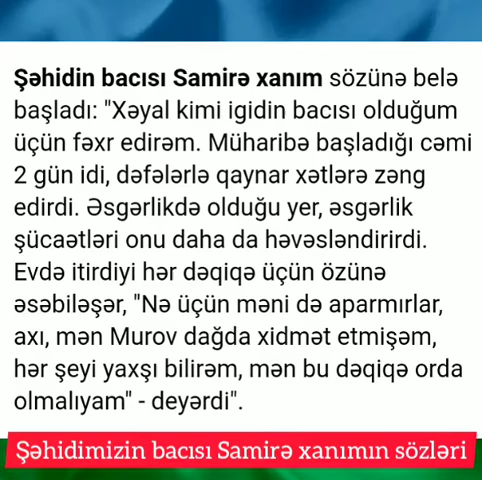 Şəhidin bacısı Samirə xanım sözünə belə
başladı: "Xəyal kimi igidin bacısı olduğum
üçün fəxr edirəm. Müharibə başladığı cəmi
2 gün idi, dəfələrlə qaynar xətlərə zəng
edirdi. Əsgərlikdə olduğu yer, əsgərlik
şücaətləri onu daha da həvəsləndirirdi.
Evdə itirdiyi hər dəqiqə üçün özünə
əsəbiləşər, "Nə üçün məni də aparmırlar,
axı, mən Murov dağda xidmət etmişəm,
hər şeyi yaxşı bilirəm, mən bu dəqiqə orda
olmalıyam" - deyərdi".
Şəhidimizin bacısı Samirə xanımın sözləri